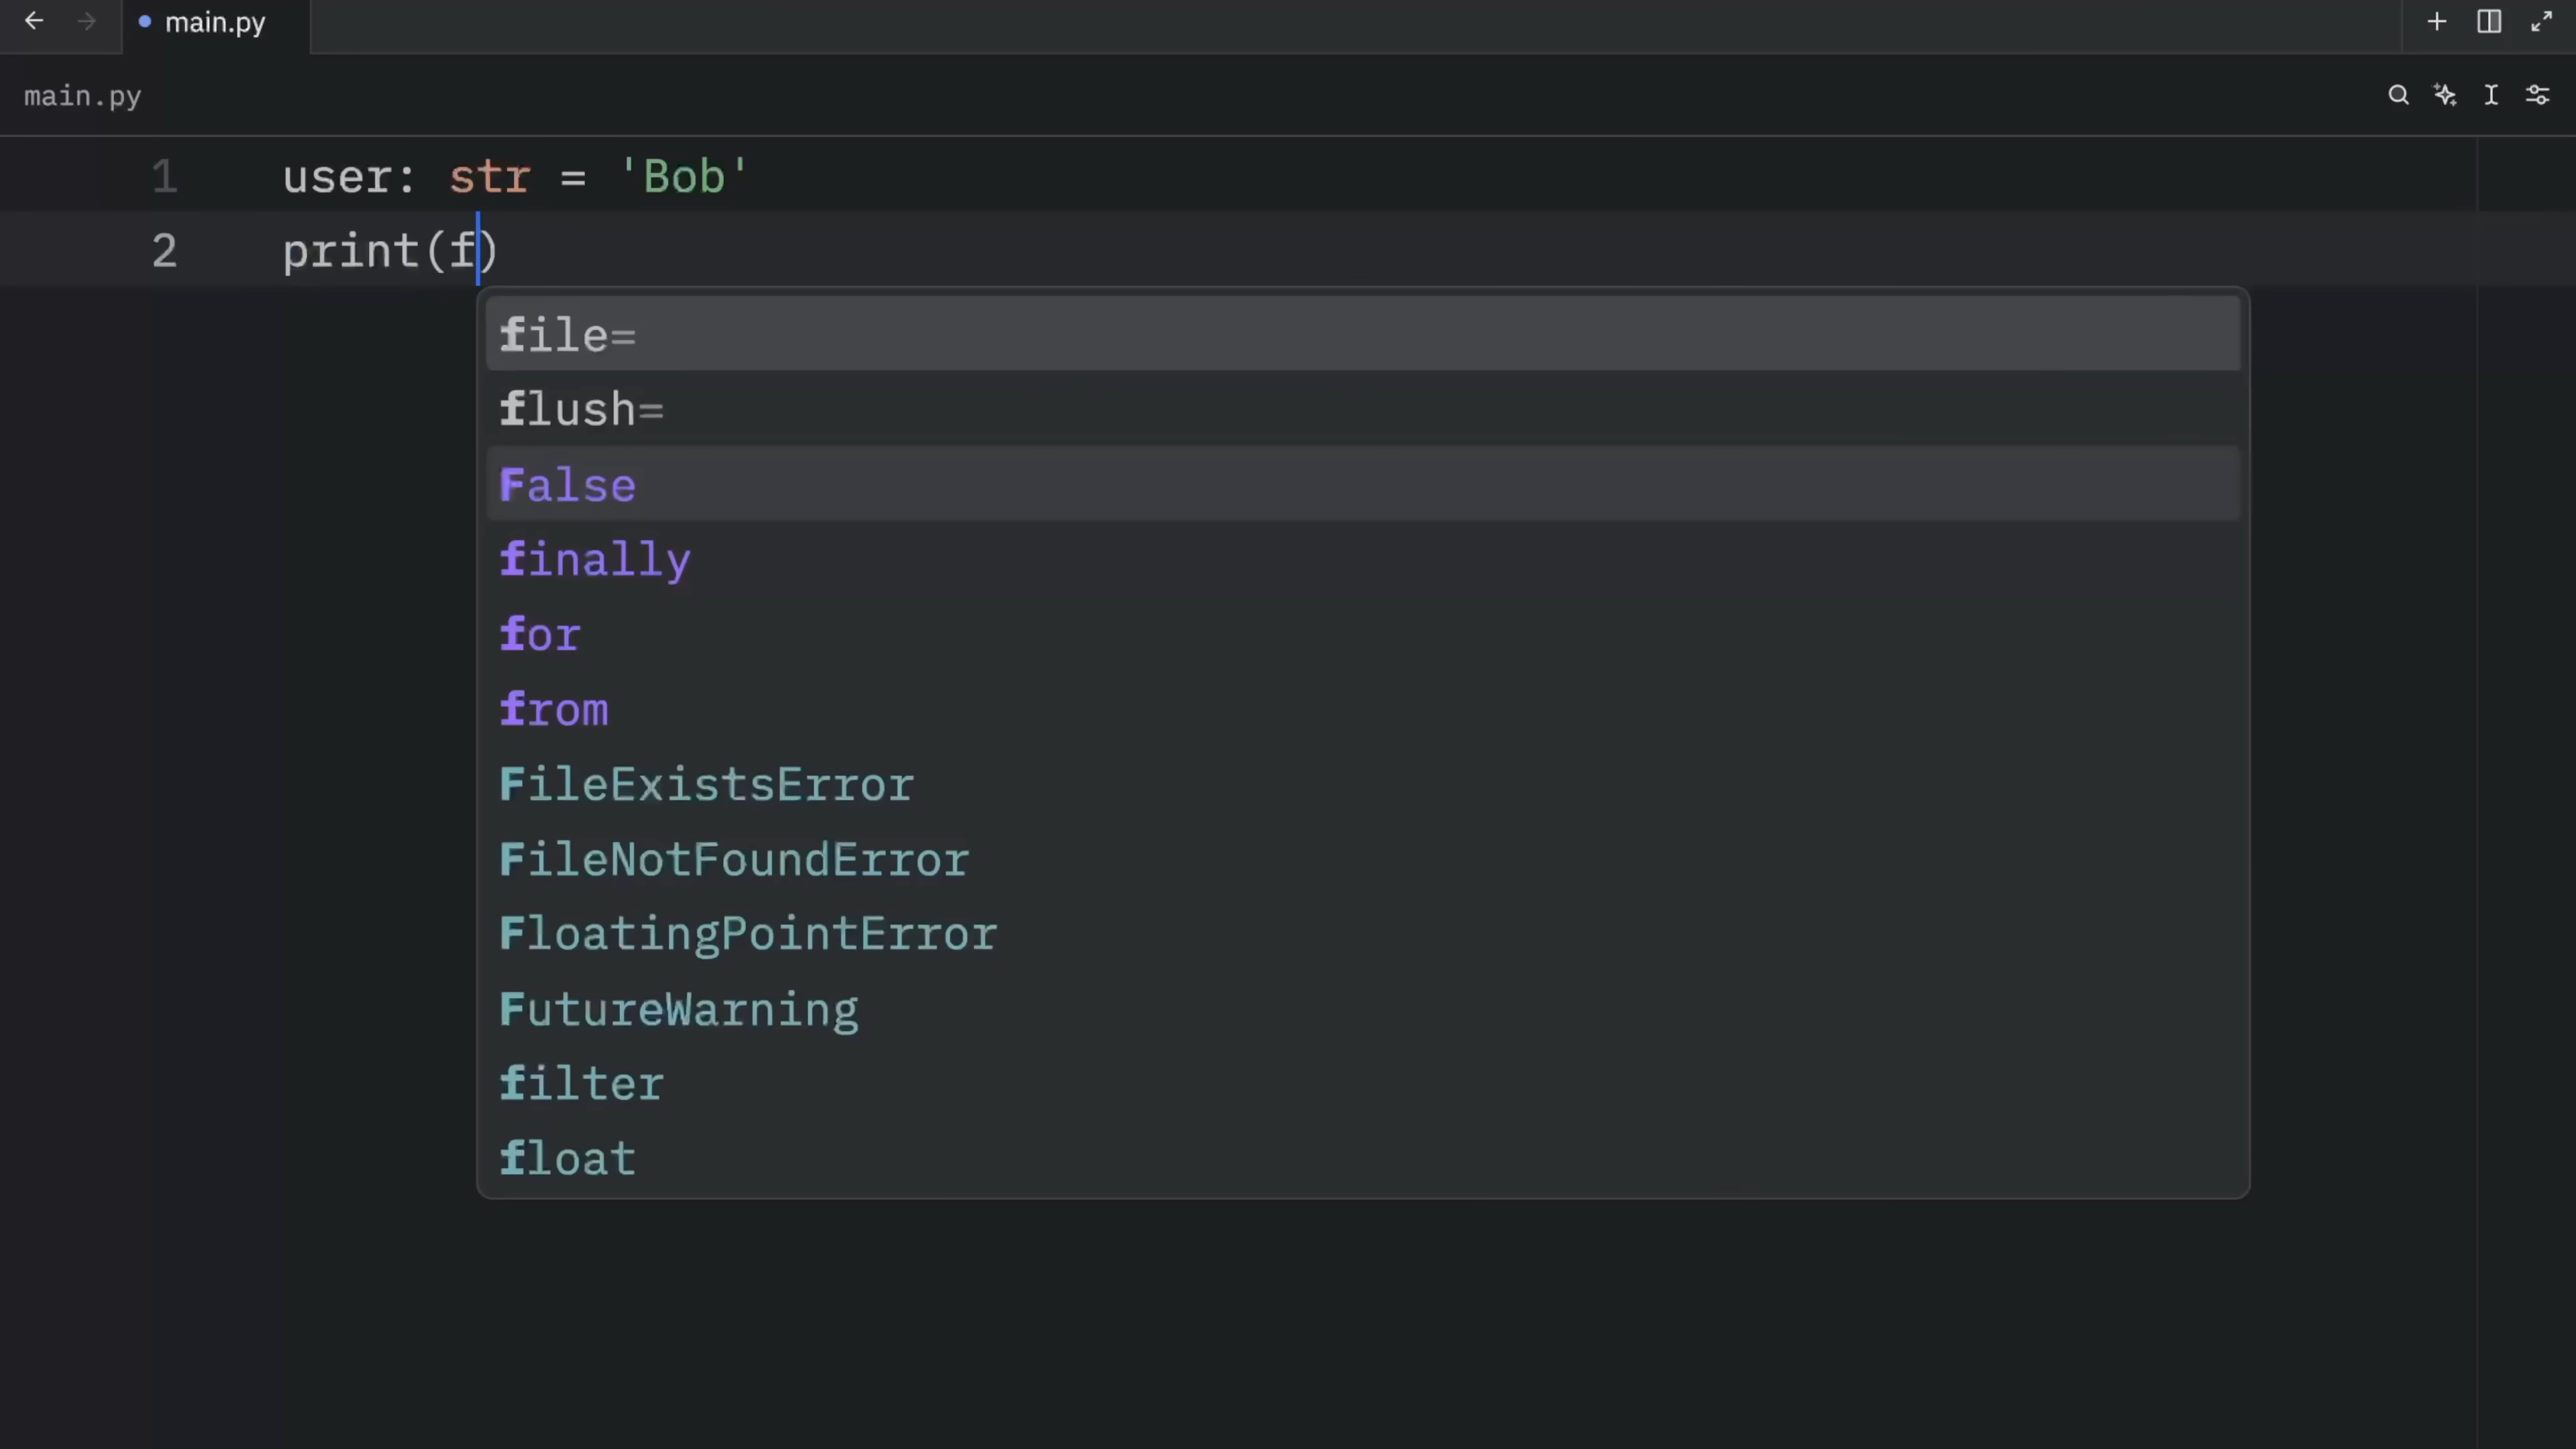 main.py
main.py
1 user: str = 'Bob'
2 print(f)
file=
flush=
False
finally
for
from
FileExistsError
FileNotFoundError
FloatingPointError
FutureWarning
filter
float